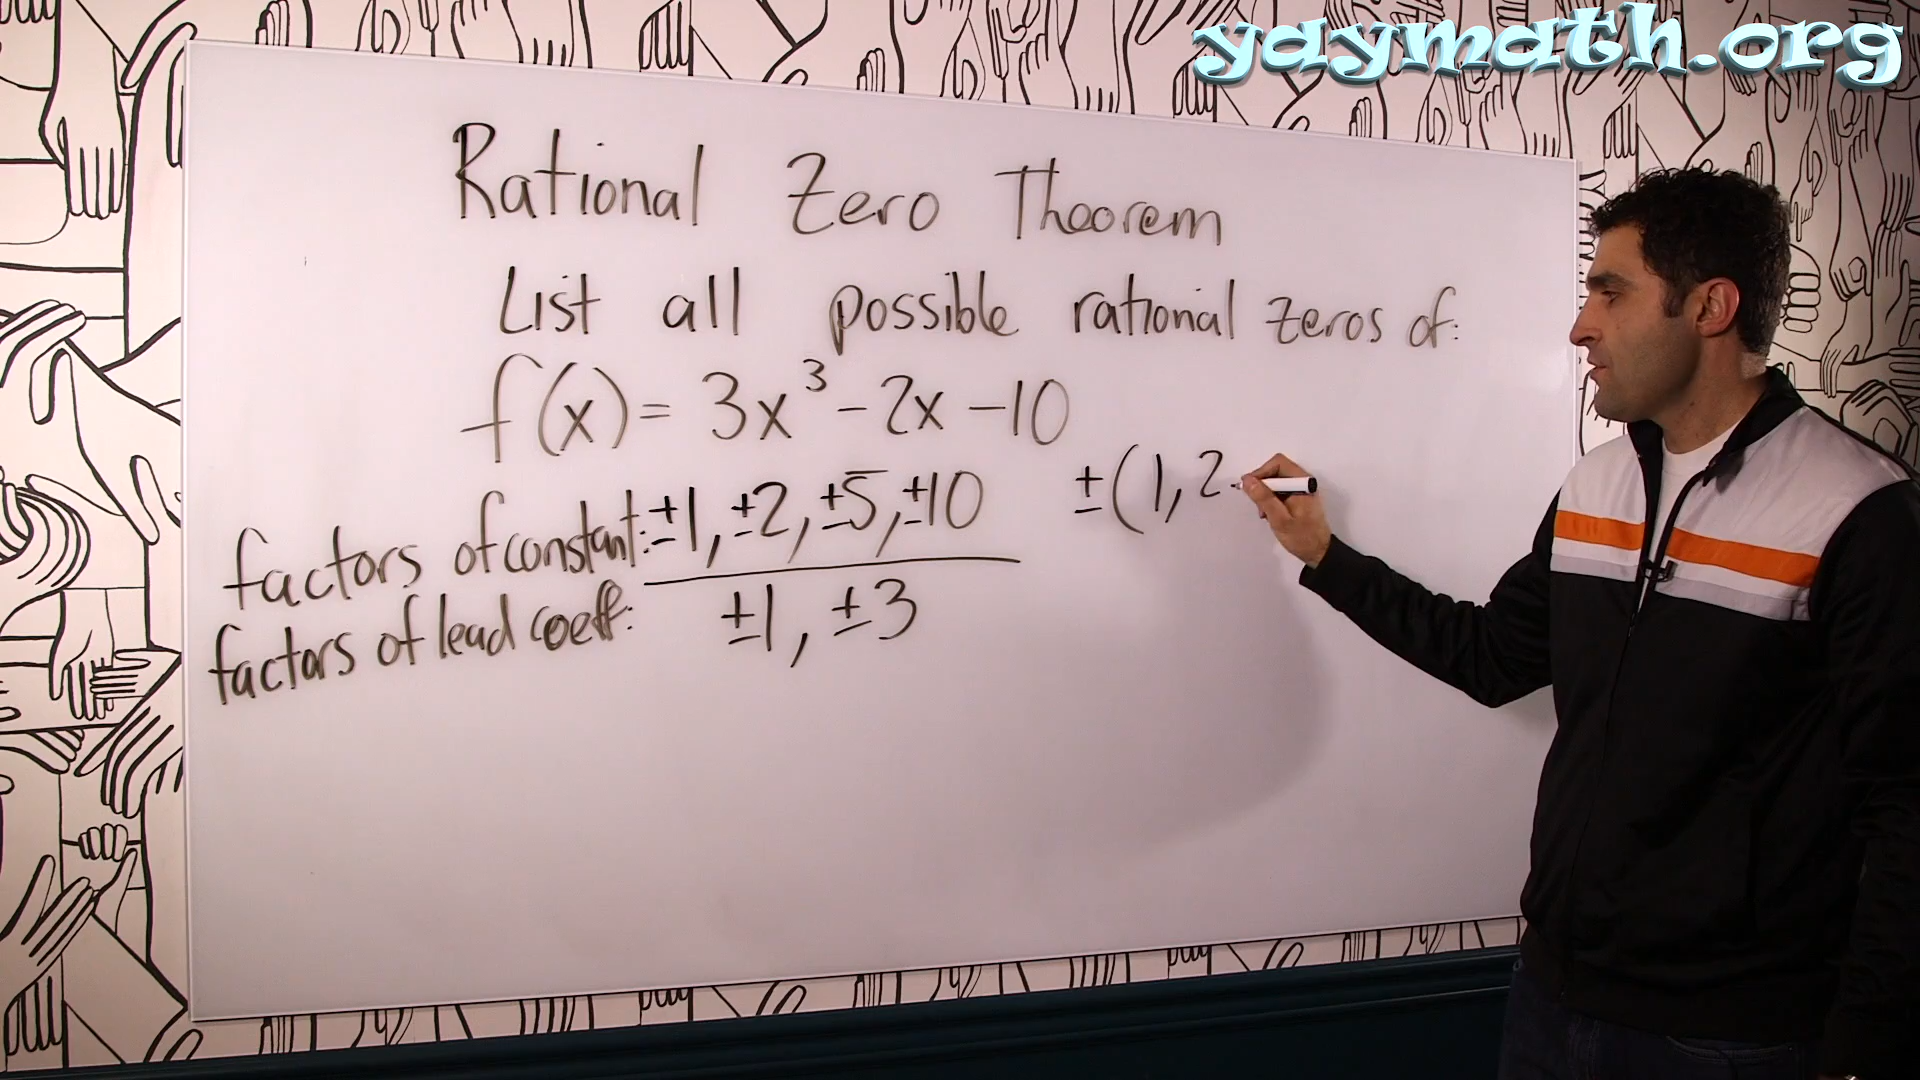 yaymath.org
Rational Zero Theorem
List all possible rational zeros of:
f(x) = 3x³ - 2x - 10
factors of constant: ±1, ±2, ±5, ±10
factors of lead coeff: ±1, ±3
±(1, 2